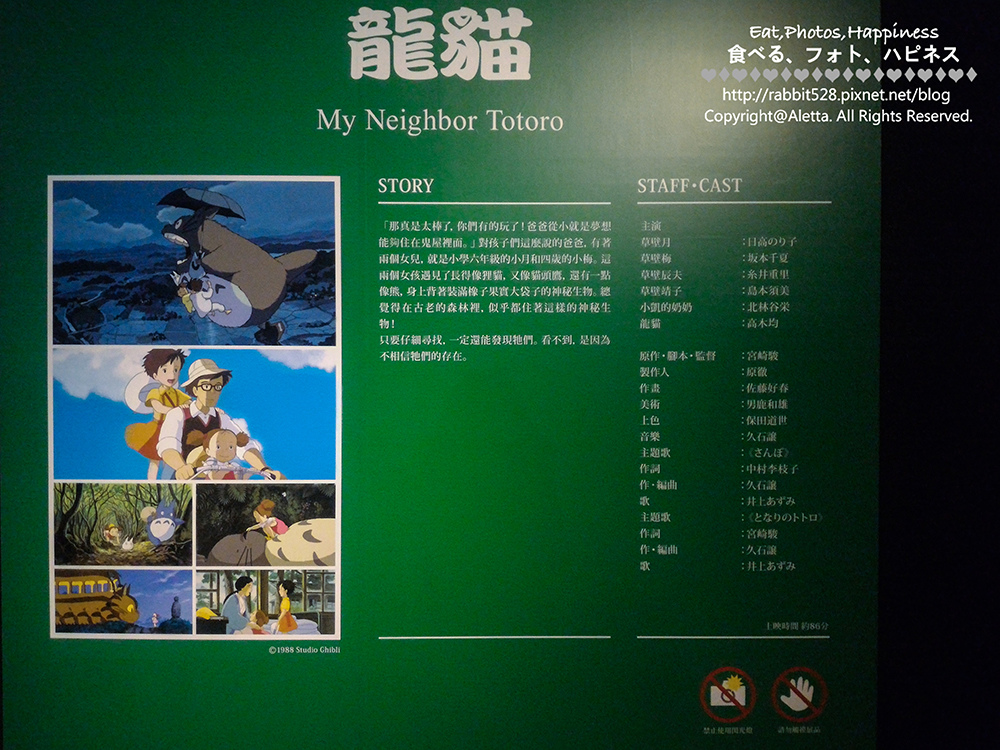 龍貓
My Neighbor Totoro
Eat,Photos,Happiness
食べる、フォト、ハピネス
http://rabbit528.pixnet.net/blog
Copyright@Aletta. All Rights Reserved.
STORY
「那真是太棒了,你們有的玩了!爸爸從小就是夢想
能夠住在鬼屋裡面。」對孩子們這麼說的爸爸,有著
兩個女兒,就是小學六年級的小月和四歲的小梅。這
兩個女孩遇見了長得像狸貓,又像貓頭鷹,還有一點
像熊,身上背著裝滿橡子果實大袋子的神秘生物。總
覺得在古老的森林裡,似乎都住著這樣的神秘生
物!
只要仔細尋找,一定還能發現牠們。看不到,是因為
不相信牠們的存在。
STAFF・CAST
主演
草壁月:日高のり子
草壁梅:坂本千夏
草壁辰夫:糸井重里
草壁靖子:島本須美
小凱的奶奶:北林谷栄
龍貓:高木均
原作・腳本・監督:宮崎駿
製作人:原徹
作畫:佐藤好春
美術:男鹿和雄
上色:保田道世
音樂:久石讓
主題歌:《さんぽ》
作詞:中村李枝子
作・編曲:久石讓
歌:井上あずみ
主題歌:《となりのトトロ》
作詞:宮崎駿
作・編曲:久石讓
歌:井上あずみ
上映時間 約86分
©1988 Studio Ghibli
禁止使用閃光燈
請勿觸摸展品